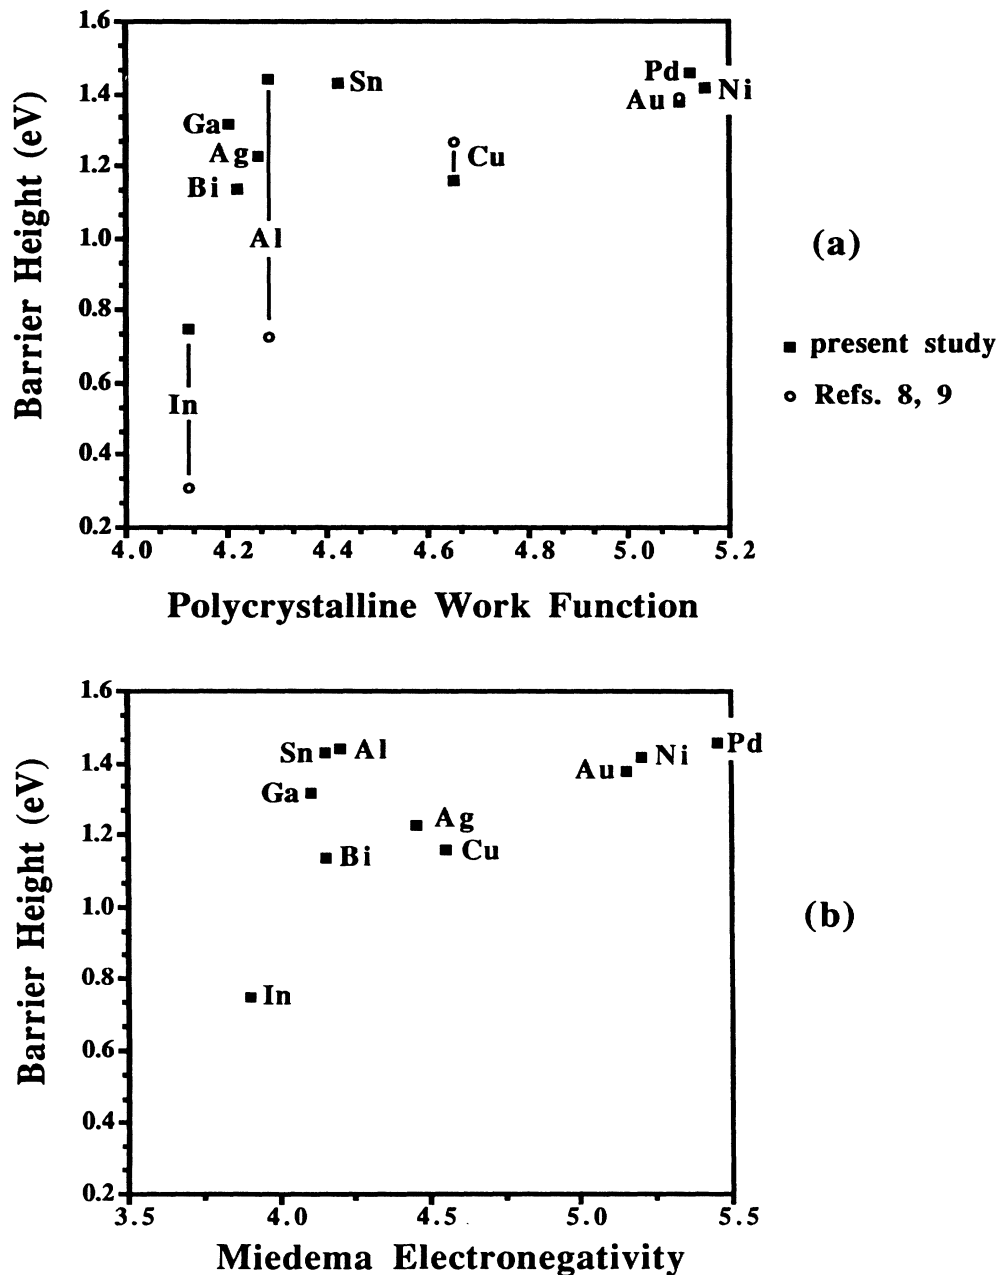 1.6
1.4
1.2
1.0
0.8
0.6
0.4
0.2
Barrier Height (eV)
Pd
Ni
Au
Sn
Ga
Ag
Bi
Cu
Al
In
4.0 4.2 4.4 4.6 4.8 5.0 5.2
Polycrystalline Work Function
(a)
present study
Refs. 8, 9
1.6
1.4
1.2
1.0
0.8
0.6
0.4
0.2
Barrier Height (eV)
Sn Al
Ga
Bi
Ag
Cu
Au Ni
Pd
In
3.5 4.0 4.5 5.0 5.5
Miedema Electronegativity
(b)